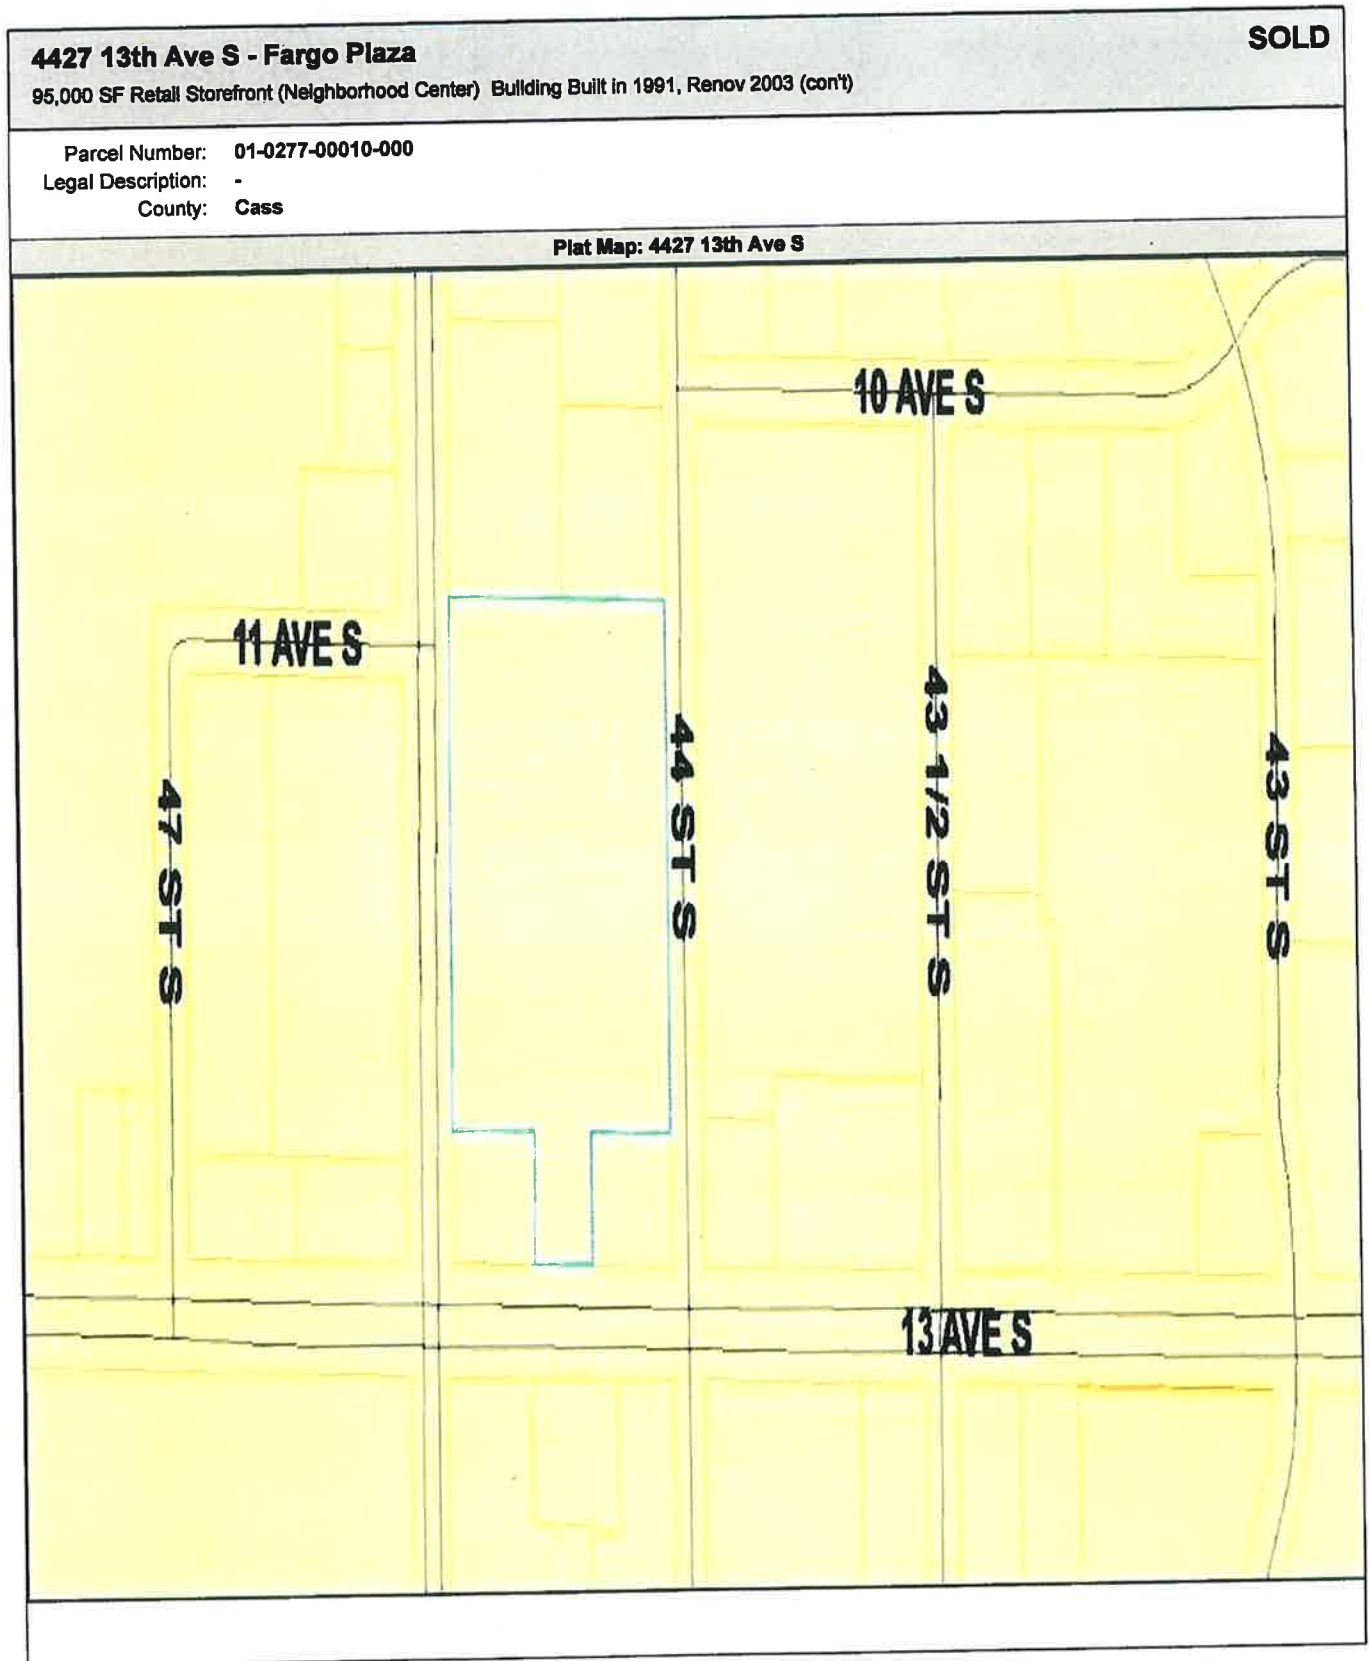 4427 13th Ave S - Fargo Plaza
SOLD
95,000 SF Retail Storefront (Neighborhood Center) Building Built in 1991, Renov 2003 (con't)
Parcel Number: 01-0277-00010-000
Legal Description: -
County: Cass
Plat Map: 4427 13th Ave S
10 AVE S
11 AVE S
47 ST S
44 ST S
43 1/2 ST S
43 ST S
13 AVE S